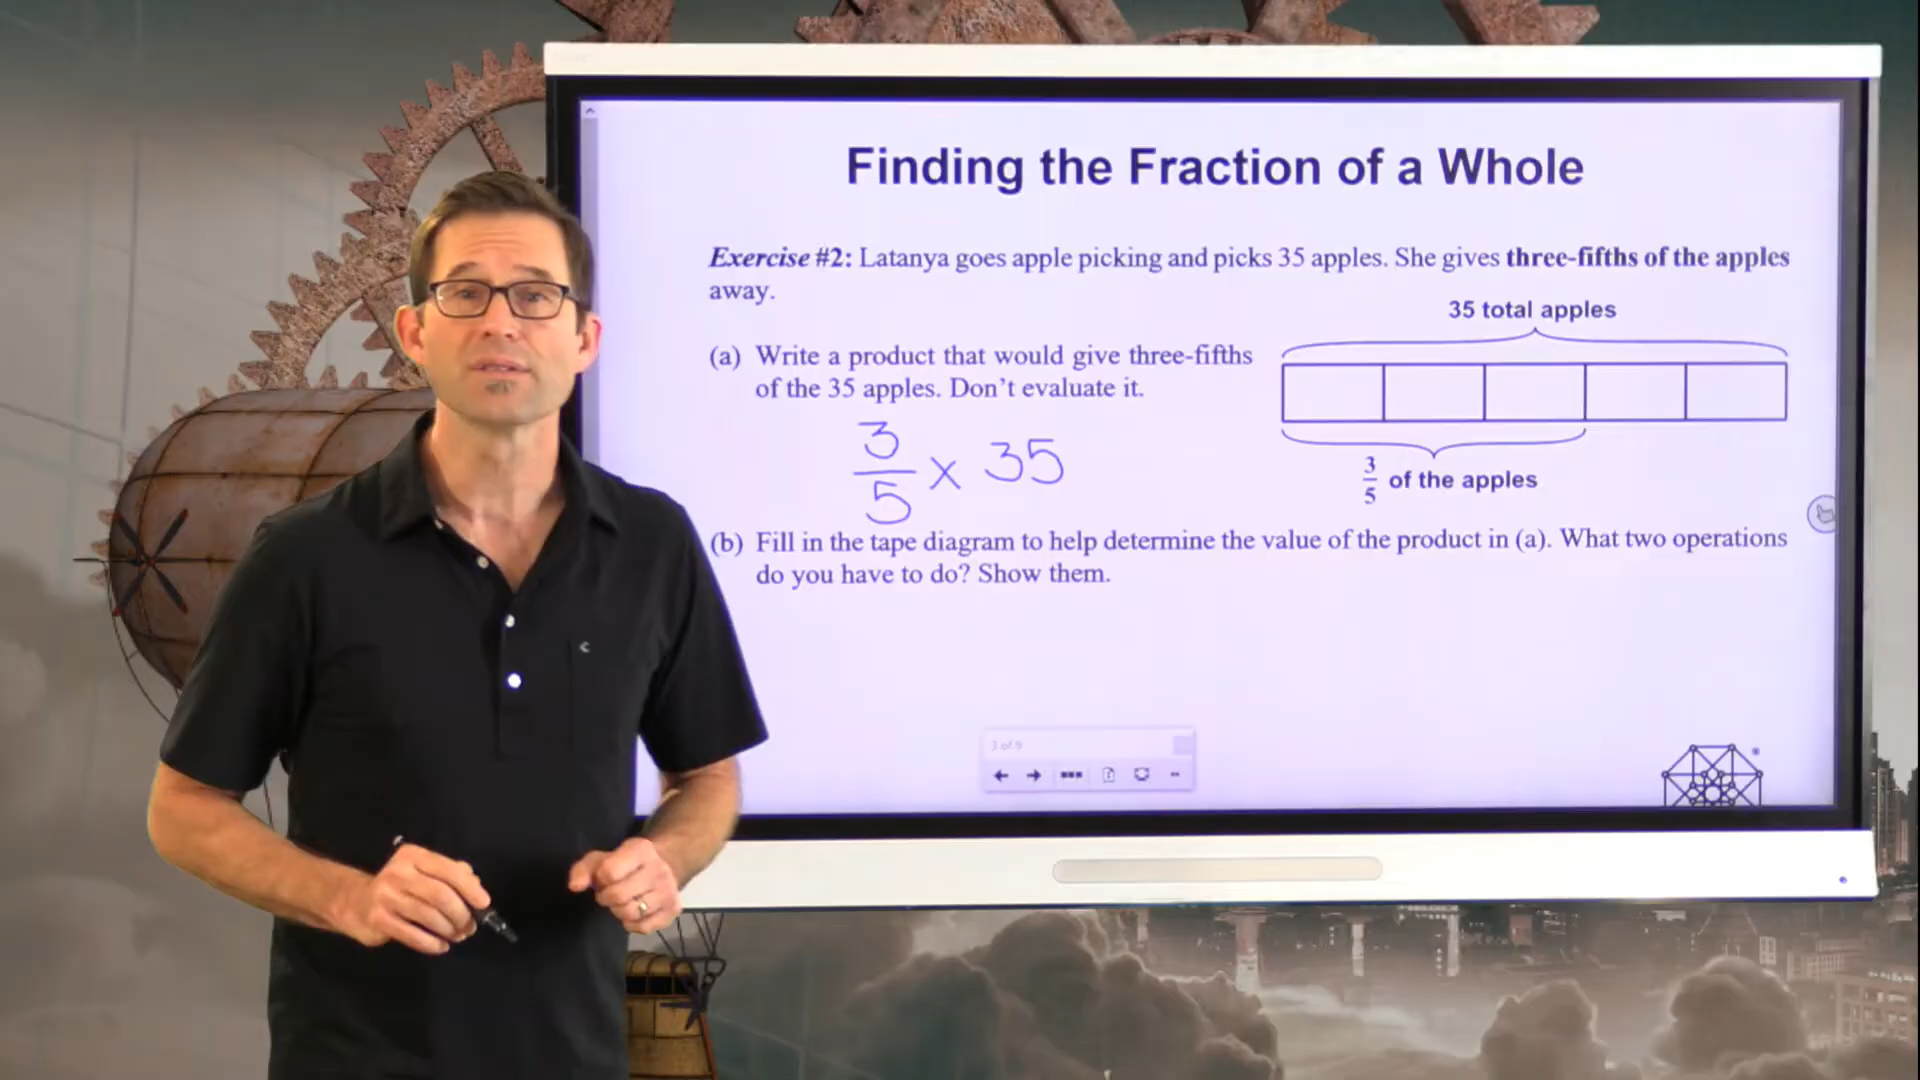 Finding the Fraction of a Whole
Exercise #2: Latanya goes apple picking and picks 35 apples. She gives three-fifths of the apples
away.
35 total apples
(a) Write a product that would give three-fifths
of the 35 apples. Don't evaluate it.
3/5 x 35
3/5 of the apples
(b) Fill in the tape diagram to help determine the value of the product in (a). What two operations
do you have to do? Show them.
3 of 9